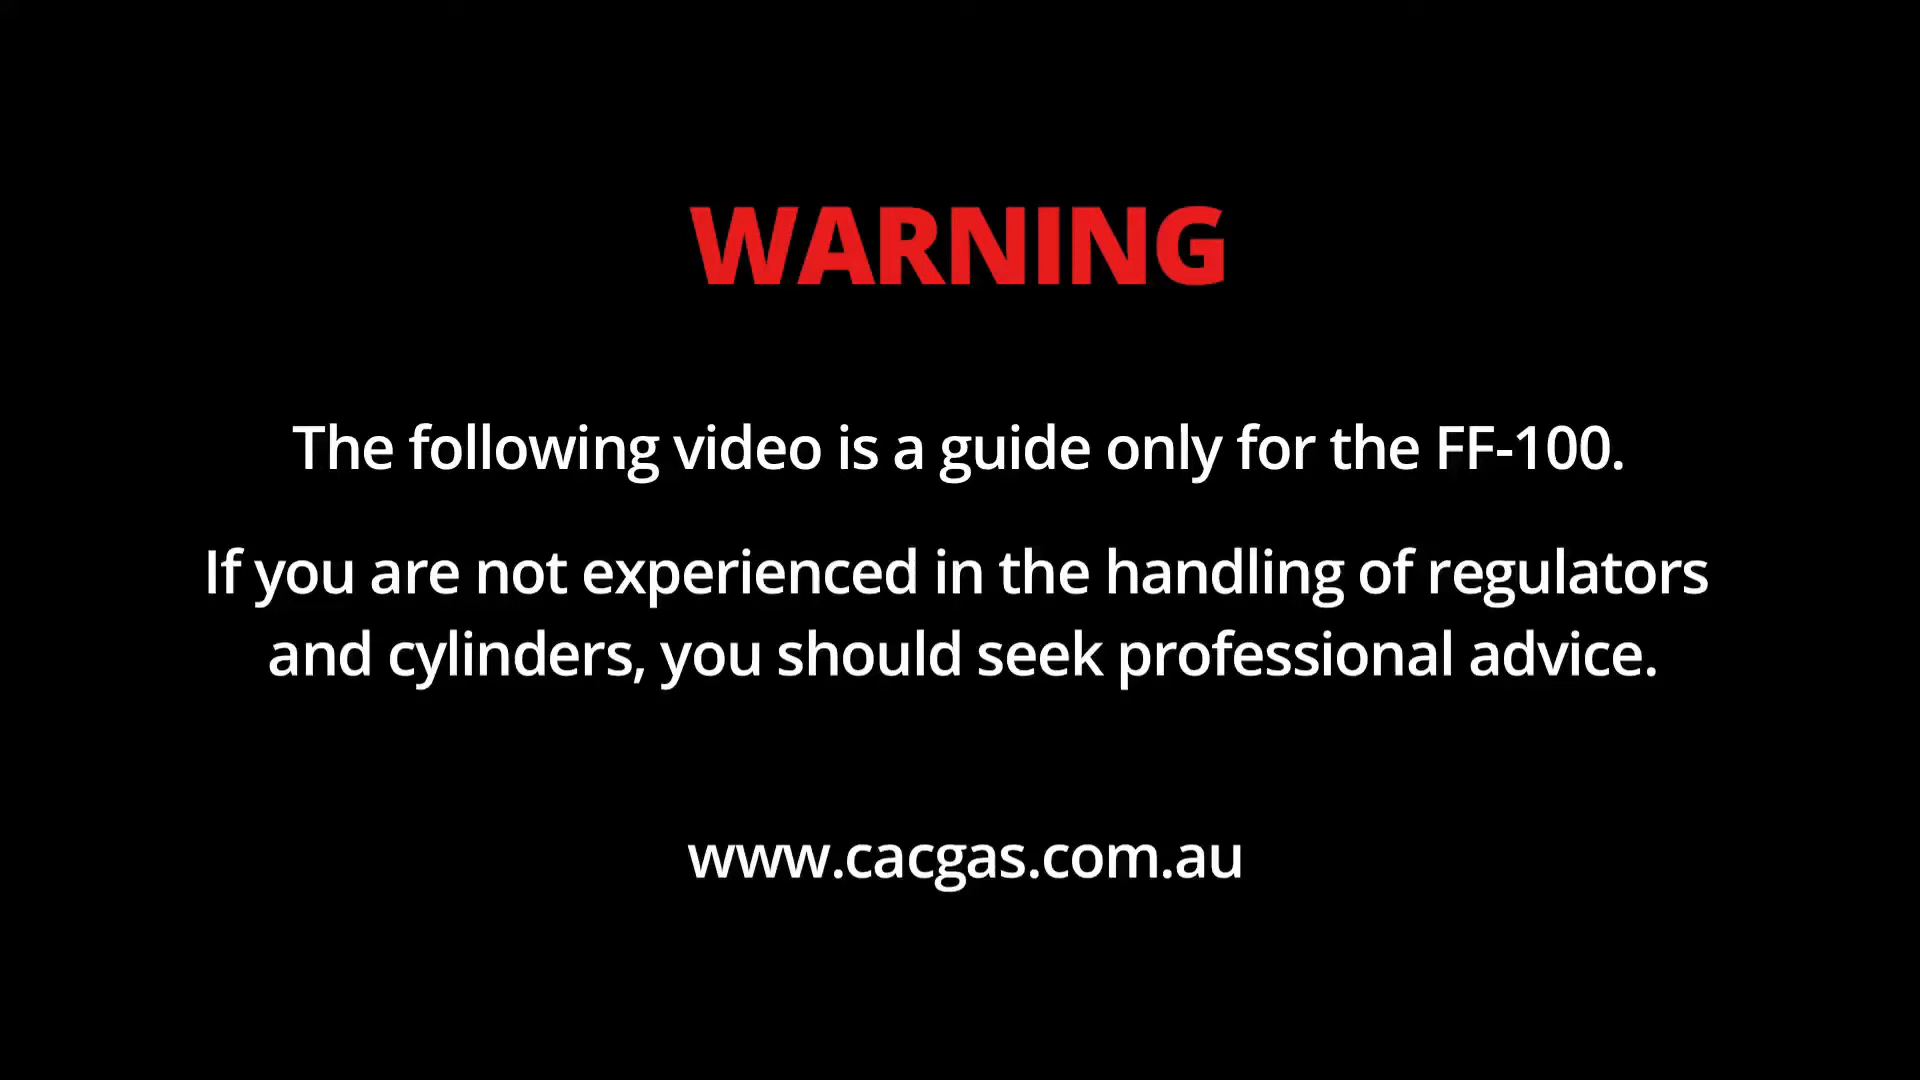 WARNING
The following video is a guide only for the FF-100.
If you are not experienced in the handling of regulators
and cylinders, you should seek professional advice.
www.cacgas.com.au